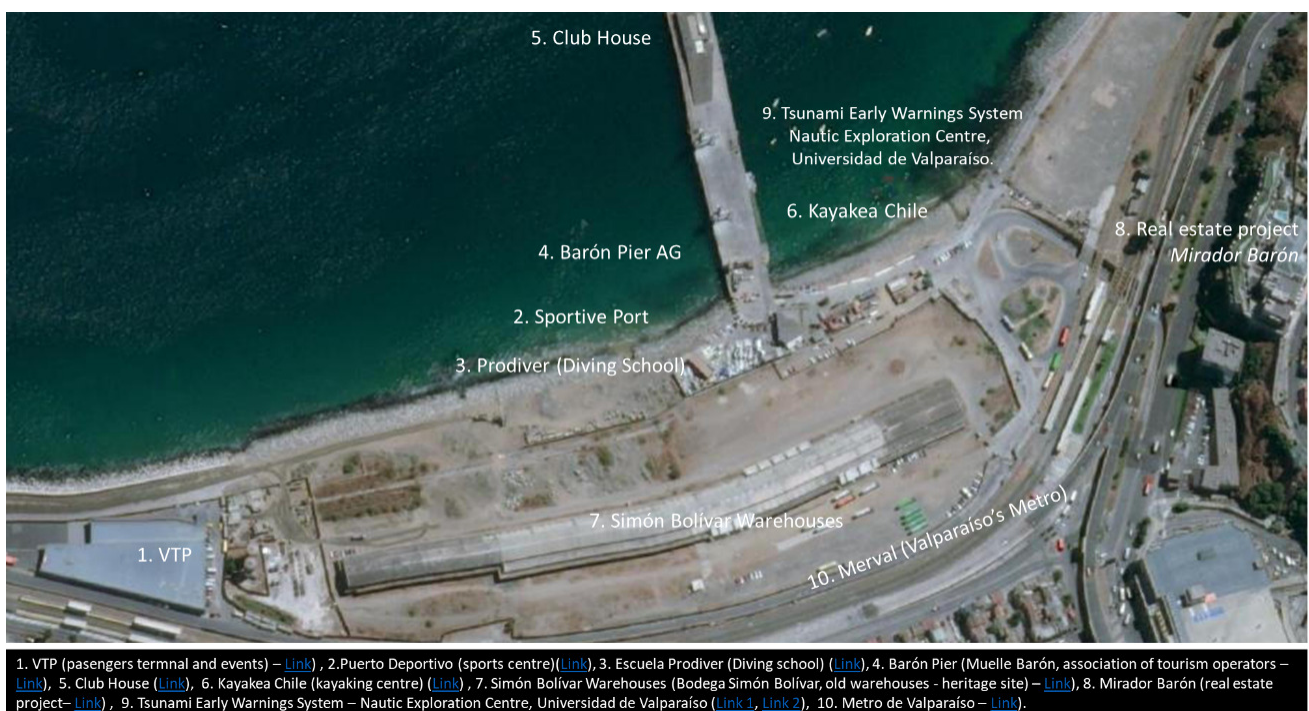 5. Club House
9. Tsunami Early Warnings System
Nautic Exploration Centre,
Universidad de Valparaíso.
6. Kayakea Chile
8. Real estate project
Mirador Barón
4. Barón Pier AG
2. Sportive Port
3. Prodiver (Diving School)
7. Simón Bolívar Warehouses
10. Merval (Valparaíso's Metro)
1. VTP
1. VTP (pasengers termnal and events) – Link) , 2.Puerto Deportivo (sports centre)(Link), 3. Escuela Prodiver (Diving school) (Link), 4. Barón Pier (Muelle Barón, association of tourism operators –
Link), 5. Club House (Link), 6. Kayakea Chile (kayaking centre) (Link) , 7. Simón Bolívar Warehouses (Bodega Simón Bolívar, old warehouses - heritage site) – Link), 8. Mirador Barón (real estate
project– Link) , 9. Tsunami Early Warnings System – Nautic Exploration Centre, Universidad de Valparaíso (Link 1, Link 2), 10. Metro de Valparaíso – Link).